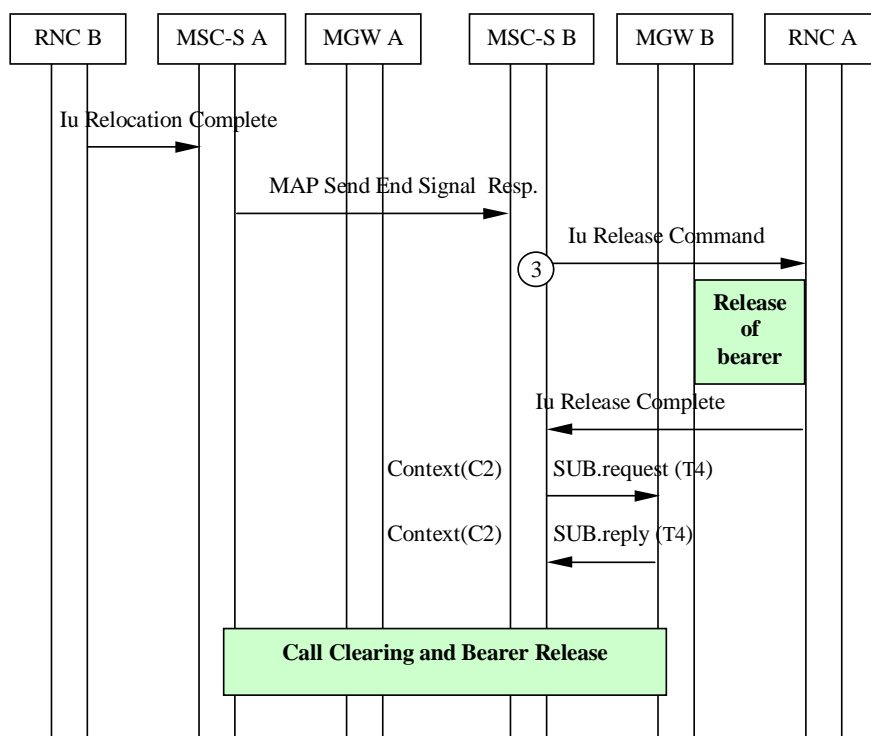 RNC B
MSC-S A
MGW A
MSC-S B
MGW B
RNC A
Iu Relocation Complete
MAP Send End Signal Resp.
Iu Release Command
3
Release
of
bearer
Iu Release Complete
Context(C2) SUB.request (T4)
Context(C2) SUB.reply (T4)
Call Clearing and Bearer Release